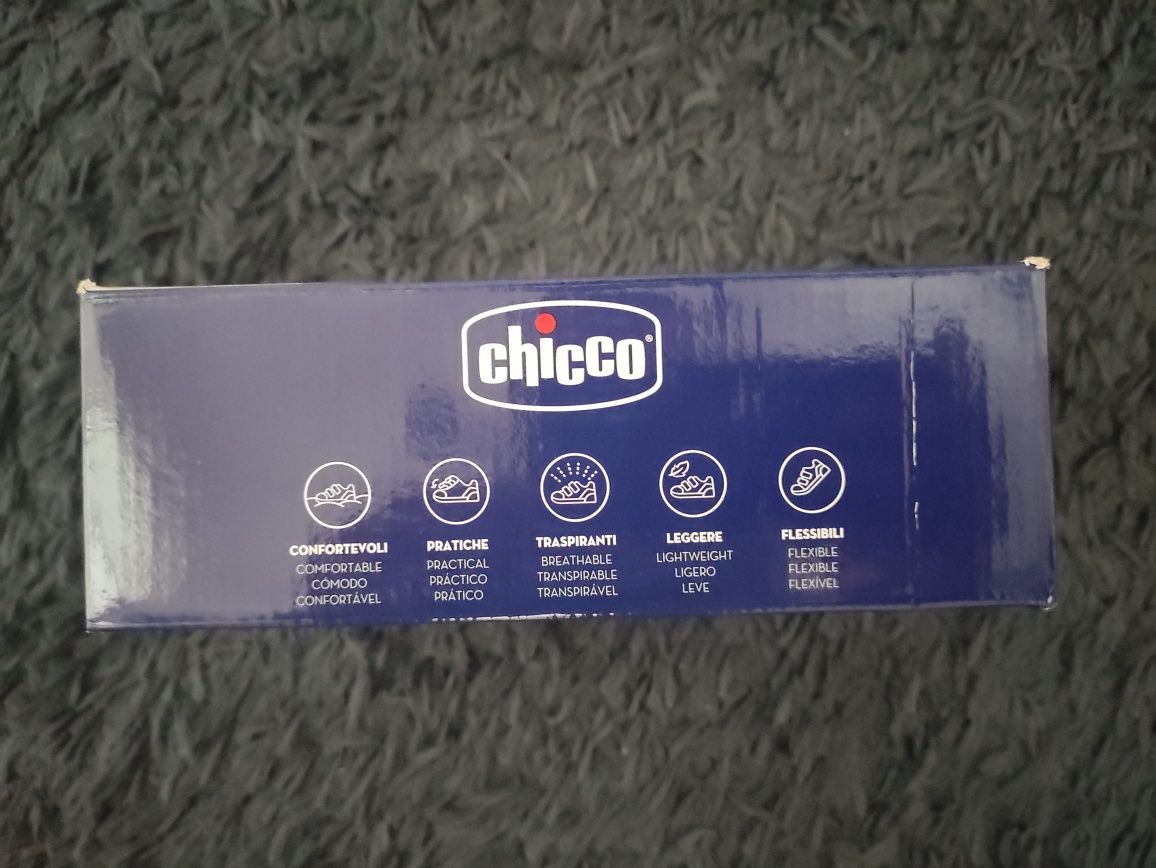 chicco®
CONFORTEVOLI
COMFORTABLE
CÓMODO
CONFORTÁVEL
PRATICHE
PRACTICAL
PRÁCTICO
PRÁTICO
TRASPIRANTI
BREATHABLE
TRANSPIRABLE
TRANSPIRÁVEL
LEGGERE
LIGHTWEIGHT
LIGERO
LEVE
FLESSIBILI
FLEXIBLE
FLEXIBLE
FLEXÍVEL